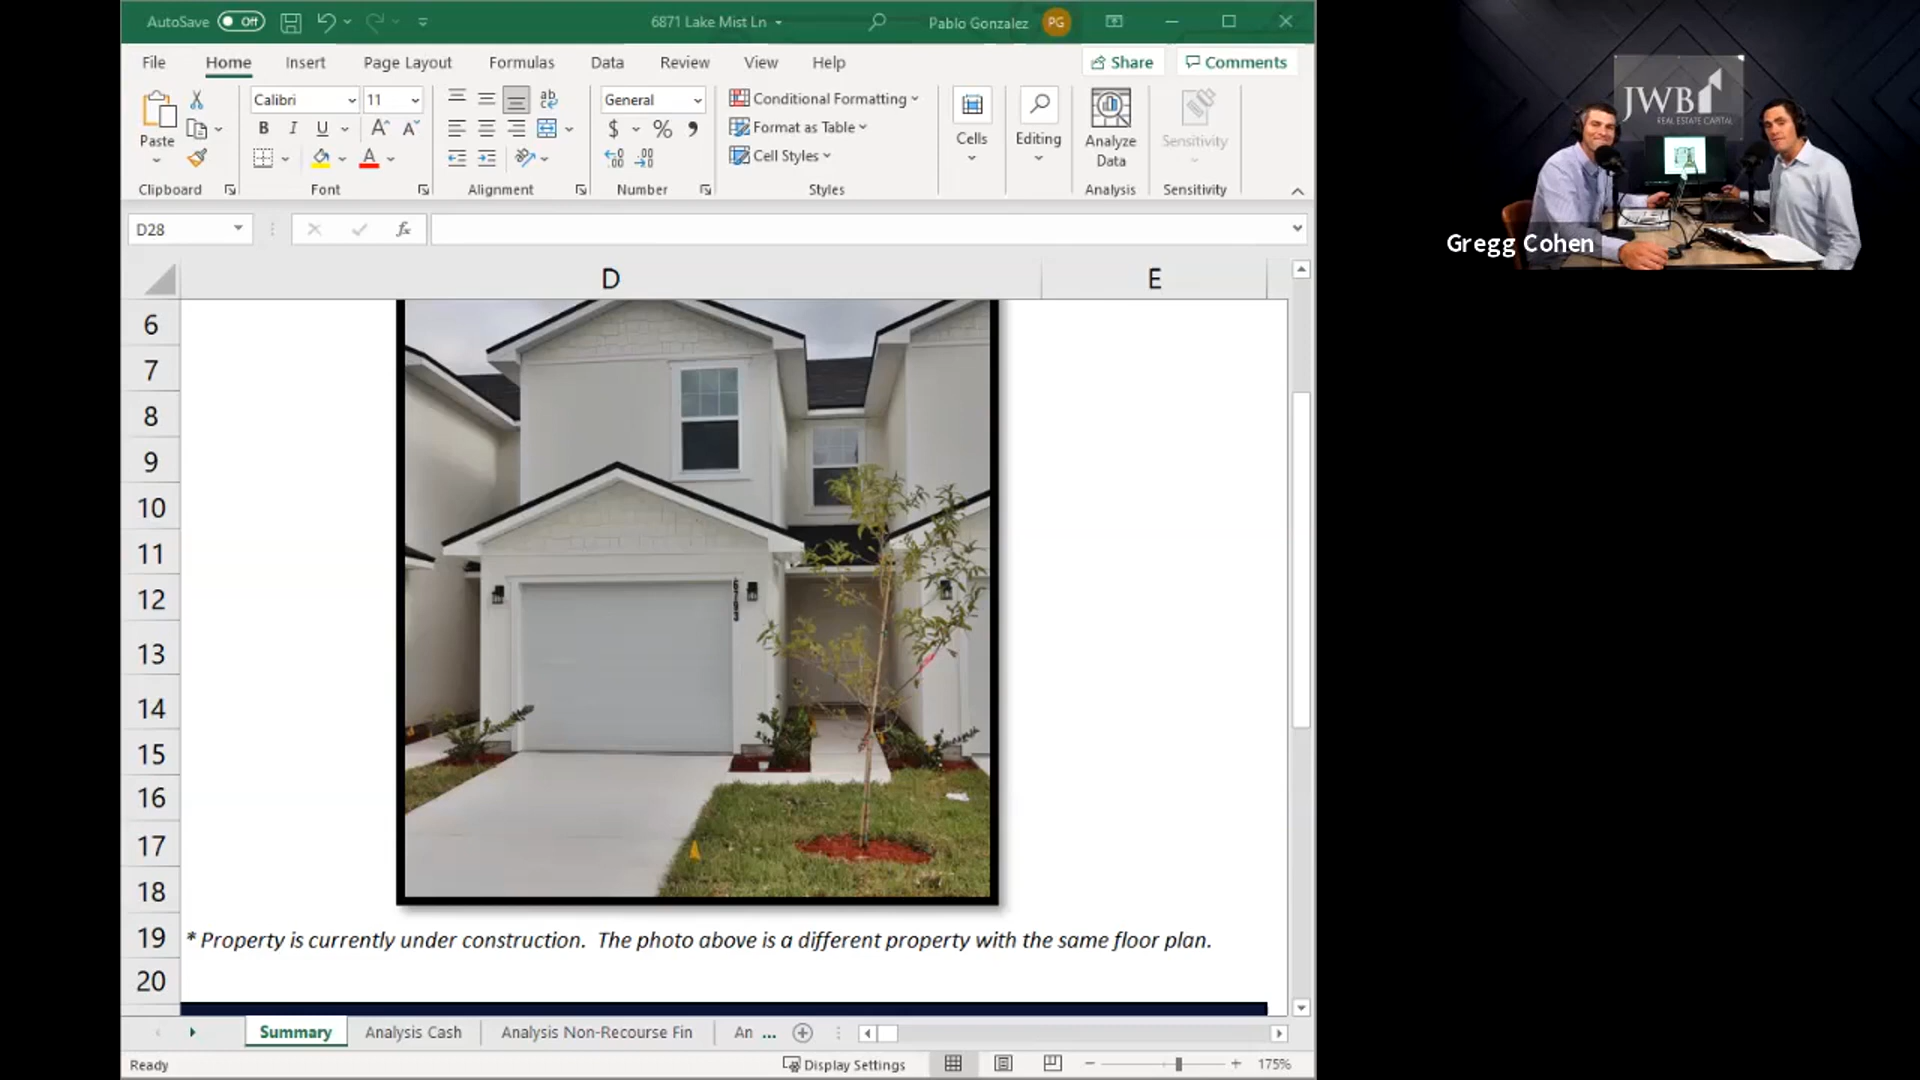 AutoSave Off 6871 Lake Mist Ln Pablo Gonzalez PG
File Home Insert Page Layout Formulas Data Review View Help Share Comments
Calibri 11 ab General Conditional Formatting
Paste B I U A A $ % Format as Table Cells Editing Analyze Data Sensitivity
A Cell Styles
Clipboard Font Alignment Number Styles Analysis Sensitivity
D28 fx
D E
6
7
8
9
10
11
12
13
14
15
16
17
18
19 * Property is currently under construction. The photo above is a different property with the same floor plan.
20
Summary Analysis Cash Analysis Non-Recourse Fin An ...
Ready Display Settings 175%
JWB
REAL ESTATE CAPITAL
Gregg Cohen